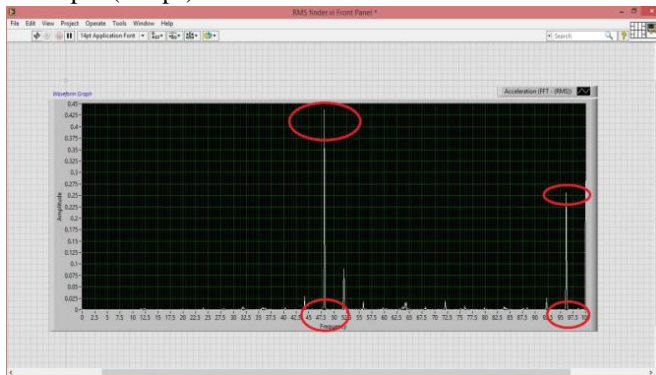 RMS finder.vi Front Panel *
File Edit View Project Operate Tools Window Help
14pt Application Font
Search
Waveform Graph
Acceleration (FFT - (RMS))
0.45
0.425
0.4
0.375
0.35
0.325
0.3
0.275
0.25
0.225
0.2
0.175
0.15
0.125
0.1
0.075
0.05
0.025
0
Amplitude
0 2.5 5 7.5 10 12.5 15 17.5 20 22.5 25 27.5 30 32.5 35 37.5 40 42.5 45 47.5 50 52.5 55 57.5 60 62.5 65 67.5 70 72.5 75 77.5 80 82.5 85 87.5 90 95 97.5
Frequency